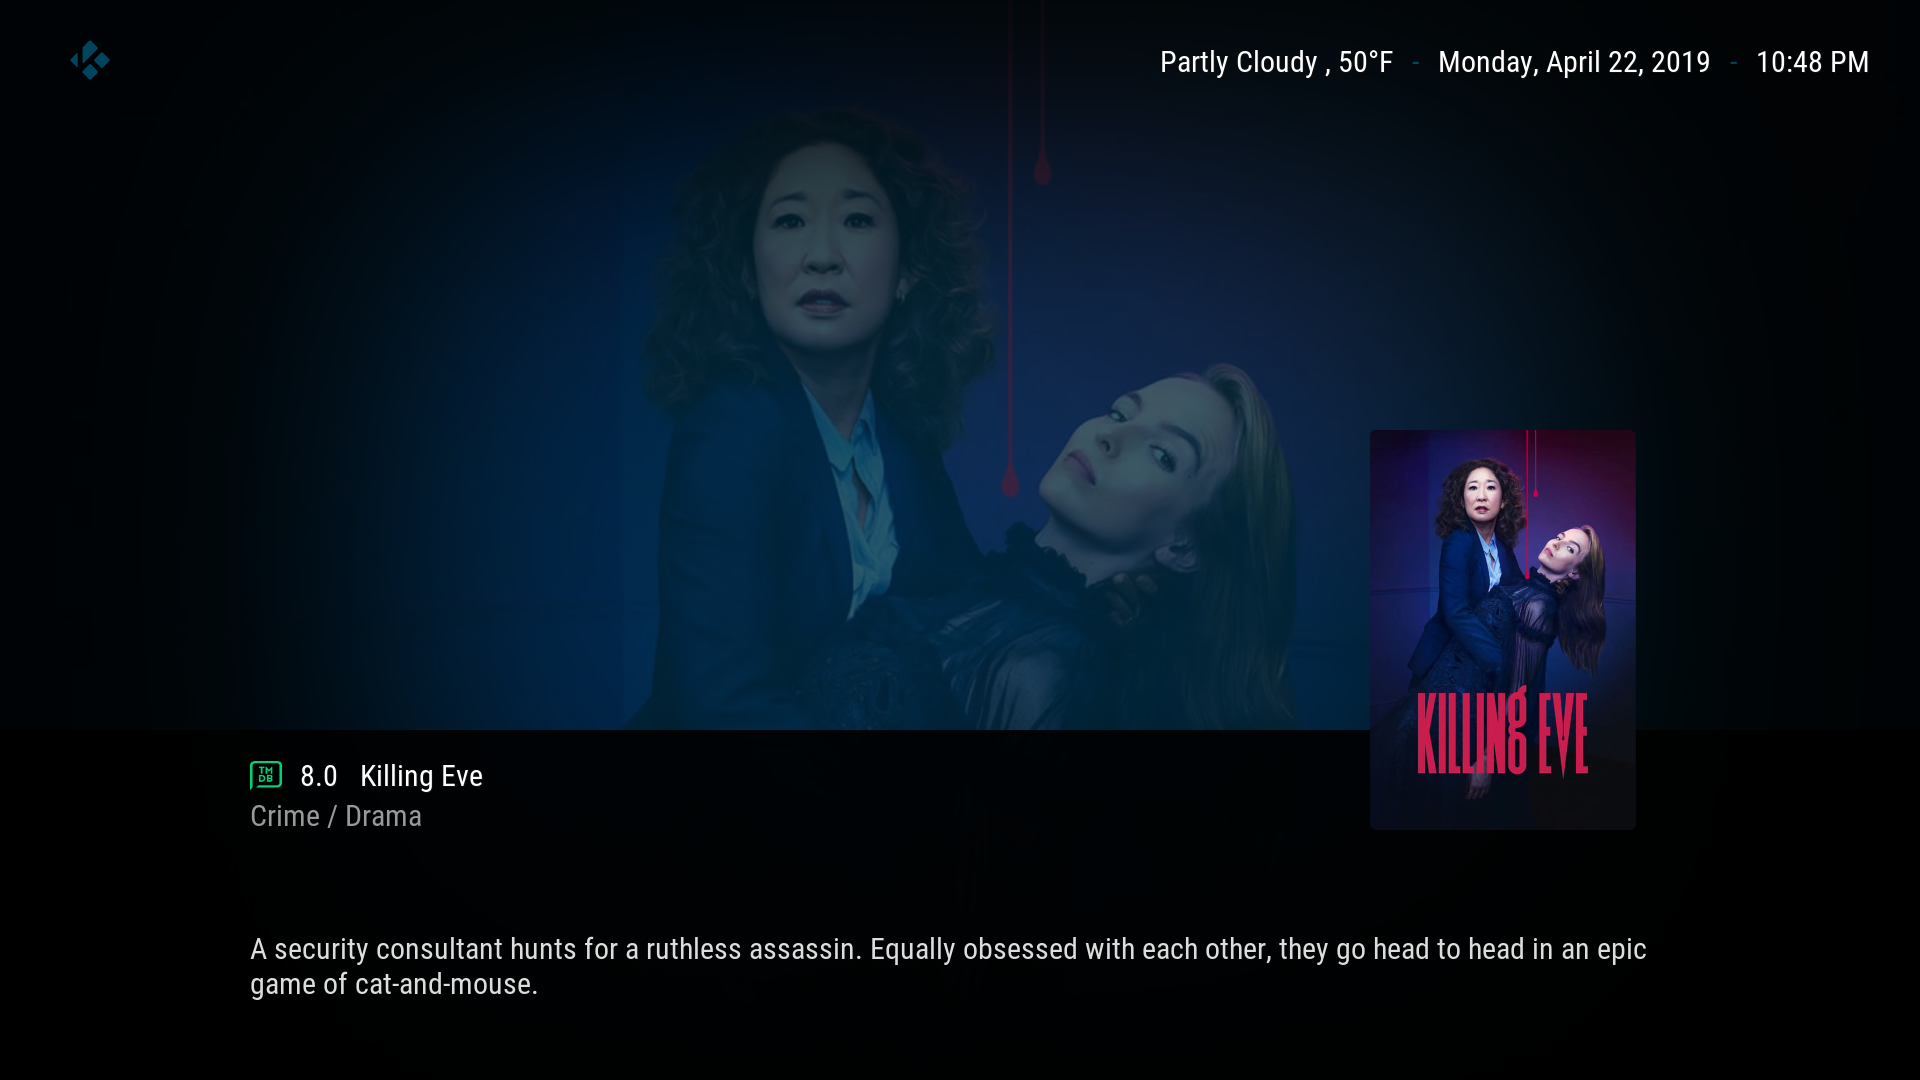 Partly Cloudy , 50°F - Monday, April 22, 2019 - 10:48 PM
KILLING EVE
TMDB 8.0 Killing Eve
Crime / Drama
A security consultant hunts for a ruthless assassin. Equally obsessed with each other, they go head to head in an epic
game of cat-and-mouse.